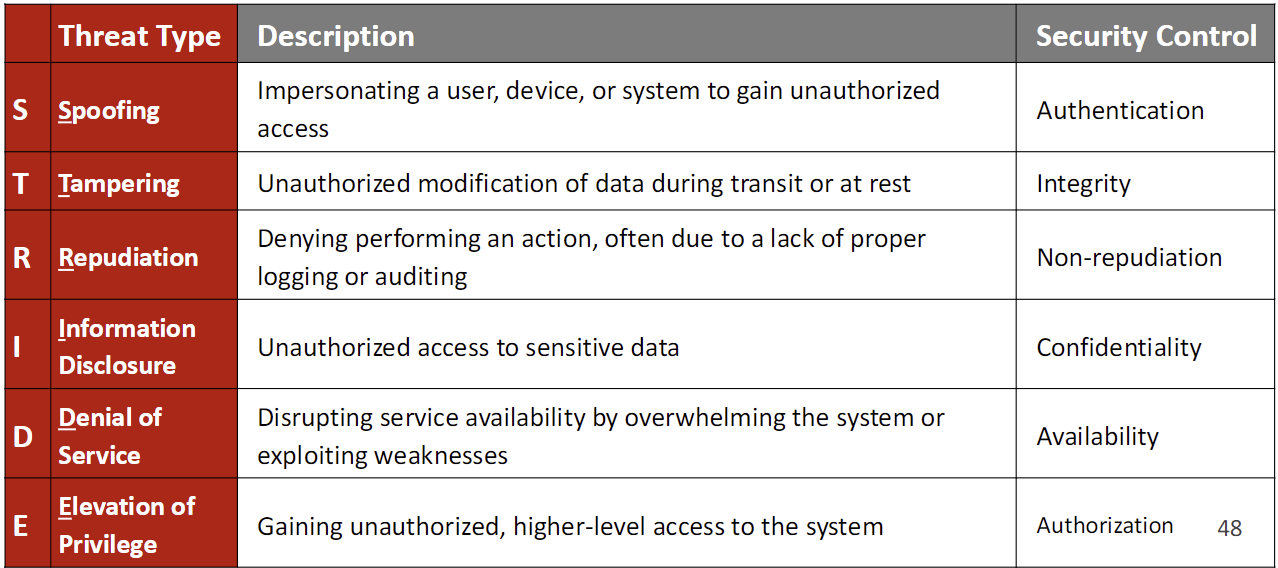 Threat Type Description Security Control
S Spoofing Impersonating a user, device, or system to gain unauthorized
access Authentication
T Tampering Unauthorized modification of data during transit or at rest Integrity
R Repudiation Denying performing an action, often due to a lack of proper
logging or auditing Non-repudiation
I Information
Disclosure Unauthorized access to sensitive data Confidentiality
D Denial of
Service Disrupting service availability by overwhelming the system or
exploiting weaknesses Availability
E Elevation of
Privilege Gaining unauthorized, higher-level access to the system Authorization
48